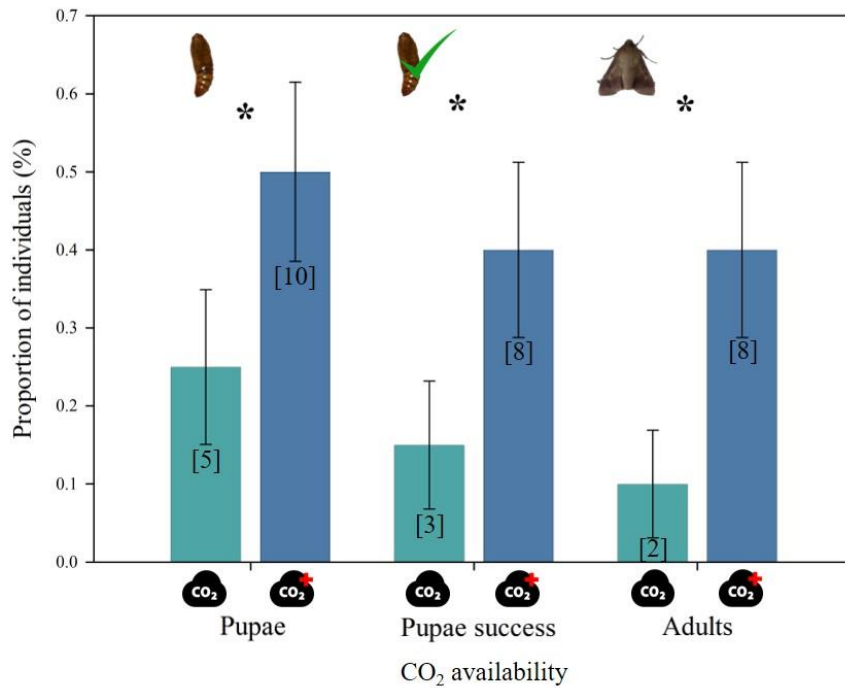 Proportion of individuals (%)
0.7
0.6
0.5
0.4
0.3
0.2
0.1
0.0
* * *
[5] [10] [3] [8] [2] [8]
CO₂ CO₂ CO₂ CO₂ CO₂ CO₂
Pupae Pupae success Adults
CO₂ availability